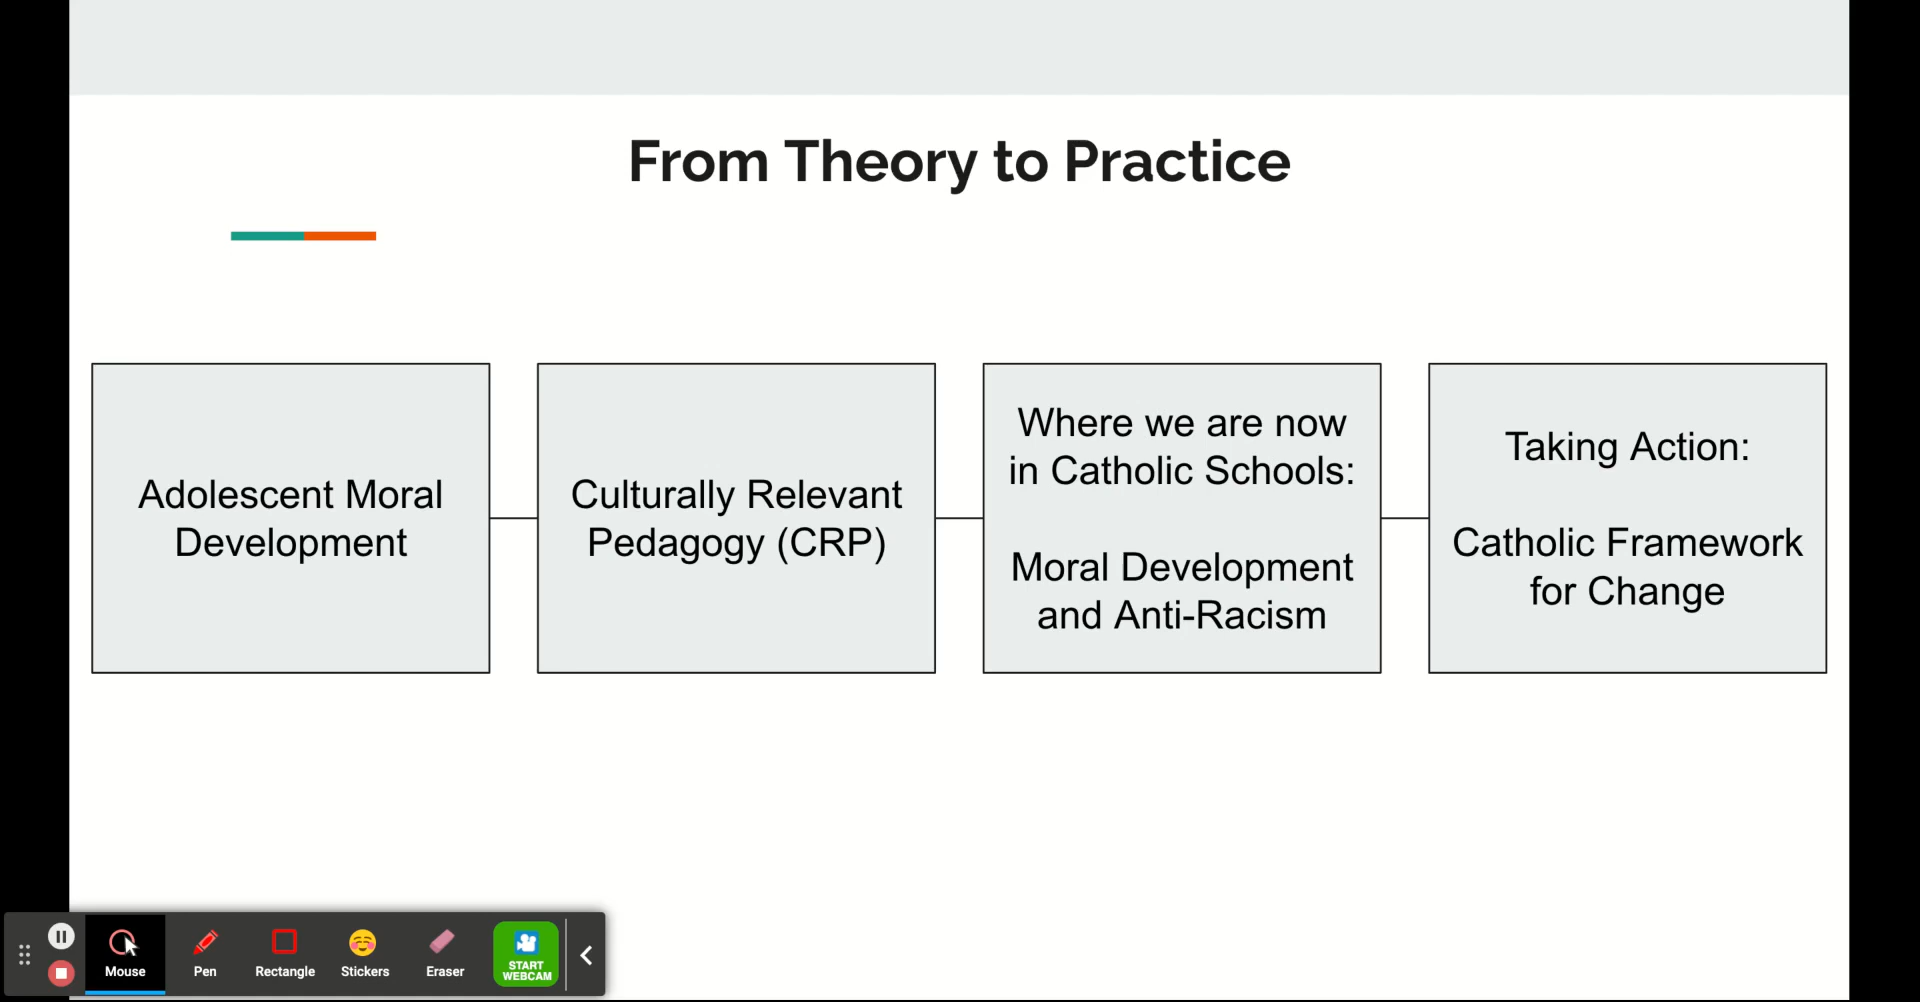 From Theory to Practice
Adolescent Moral
Development
Culturally Relevant
Pedagogy (CRP)
Where we are now
in Catholic Schools:
Moral Development
and Anti-Racism
Taking Action:
Catholic Framework
for Change
Mouse
Pen
Rectangle
Stickers
Eraser
START
WEBCAM